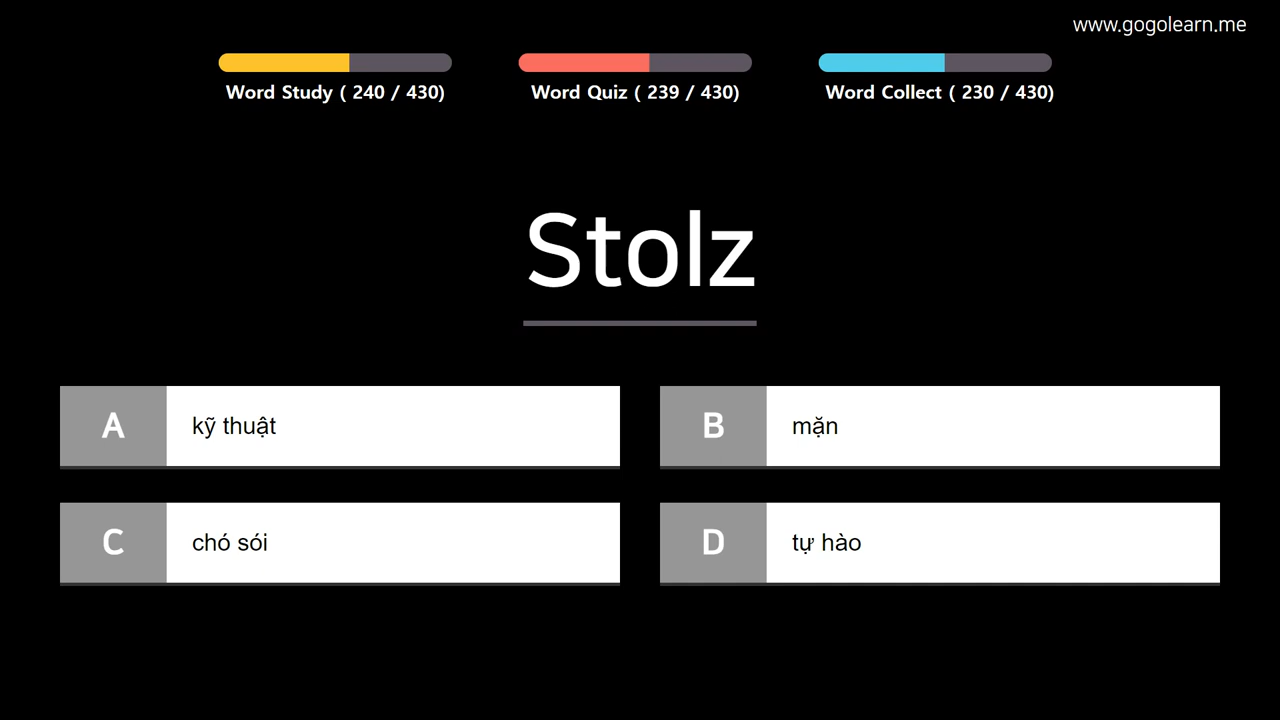 www.gogolearn.me
Word Study ( 240 / 430)
Word Quiz ( 239 / 430)
Word Collect ( 230 / 430)
Stolz
A kỹ thuật
B mặn
C chó sói
D tự hào